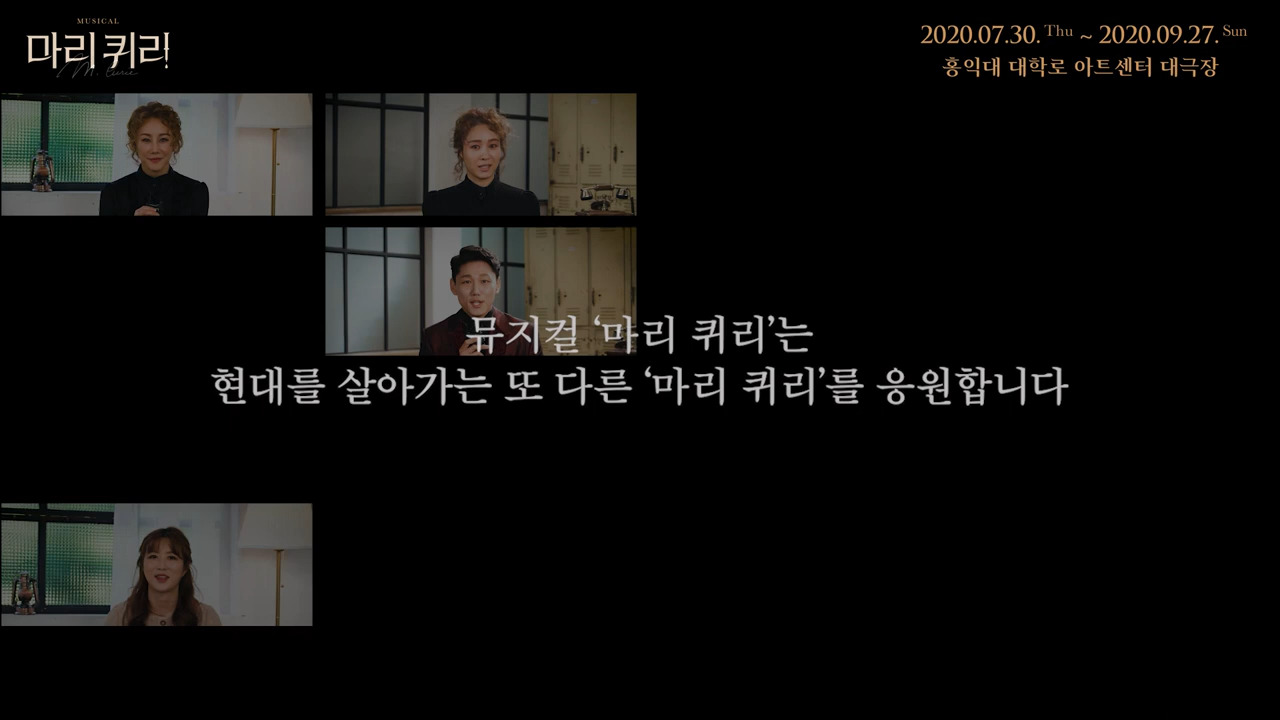 MUSICAL
마리 퀴리
M. Curie
2020.07.30. Thu ~ 2020.09.27. Sun
홍익대 대학로 아트센터 대극장
뮤지컬 ‘마리 퀴리’는
현대를 살아가는 또 다른 ‘마리 퀴리’를 응원합니다